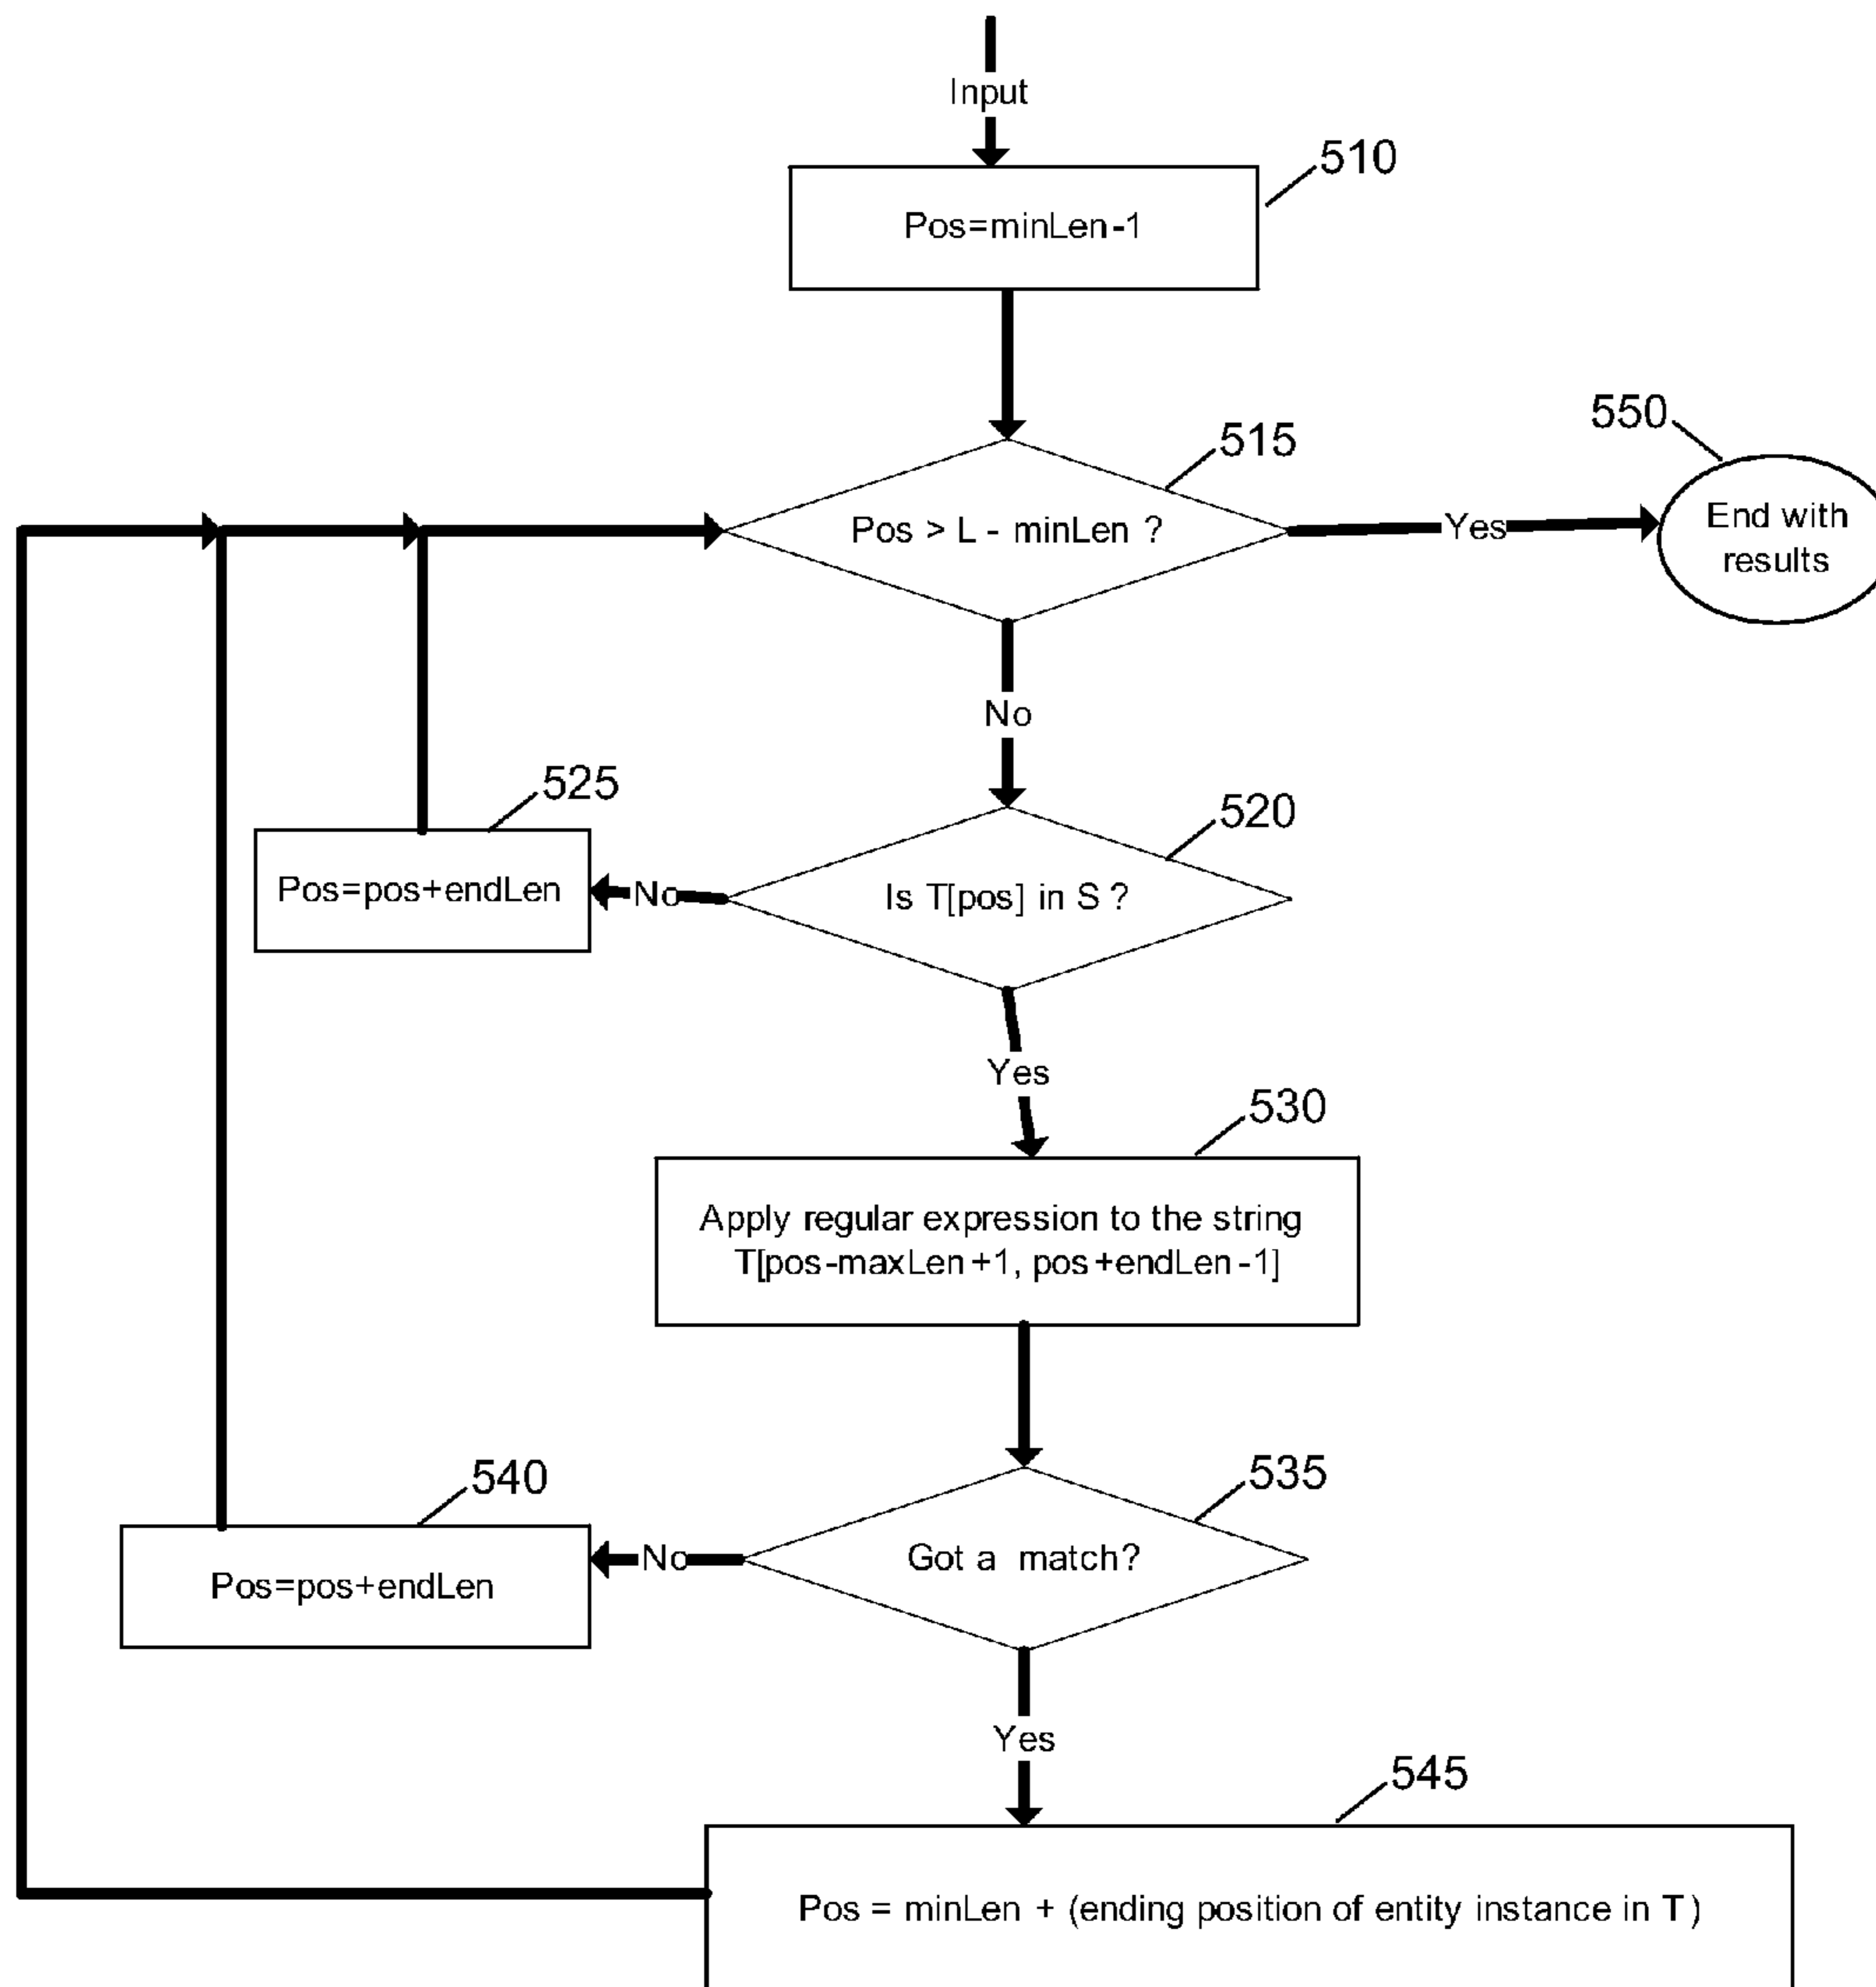 Input
510
Pos=minLen-1
550
515
Pos > L - minLen ?
Yes
End with
results
No
525
520
Pos=pos+endLen
No
Is T[pos] in S ?
Yes
530
Apply regular expression to the string
T[pos-maxLen+1, pos+endLen-1]
540
535
No
Got a match?
Pos=pos+endLen
Yes
545
Pos = minLen + (ending position of entity instance in T)